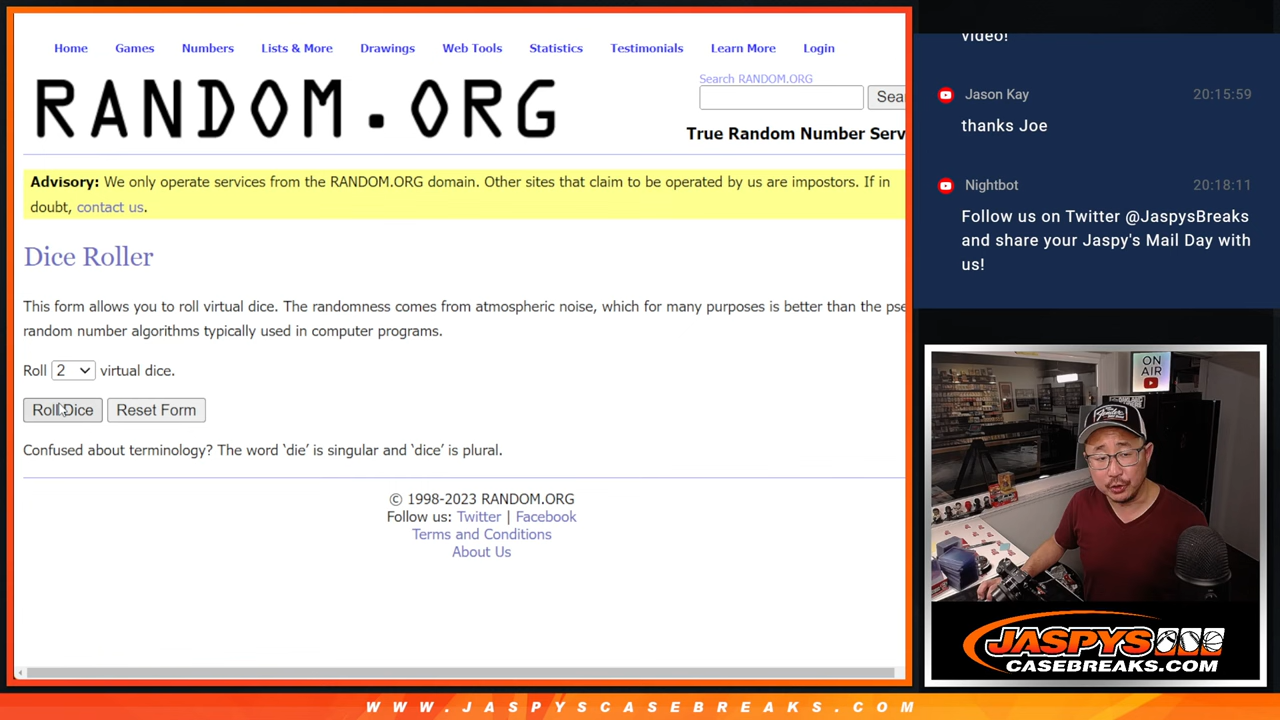 Home Games Numbers Lists & More Drawings Web Tools Statistics Testimonials Learn More Login
RANDOM.ORG
Search RANDOM.ORG
Sear
True Random Number Serv
Advisory: We only operate services from the RANDOM.ORG domain. Other sites that claim to be operated by us are impostors. If in
doubt, contact us.
Dice Roller
This form allows you to roll virtual dice. The randomness comes from atmospheric noise, which for many purposes is better than the pse
random number algorithms typically used in computer programs.
Roll 2 virtual dice.
Roll Dice Reset Form
Confused about terminology? The word ‘die’ is singular and ‘dice’ is plural.
© 1998-2023 RANDOM.ORG
Follow us: Twitter | Facebook
Terms and Conditions
About Us
video!
Jason Kay 20:15:59
thanks Joe
Nightbot 20:18:11
Follow us on Twitter @JaspysBreaks
and share your Jaspy's Mail Day with
us!
ON
AIR
Fender
JASPYS
CASEBREAKS.COM
WWW.JASPYSCASEBREAKS.COM